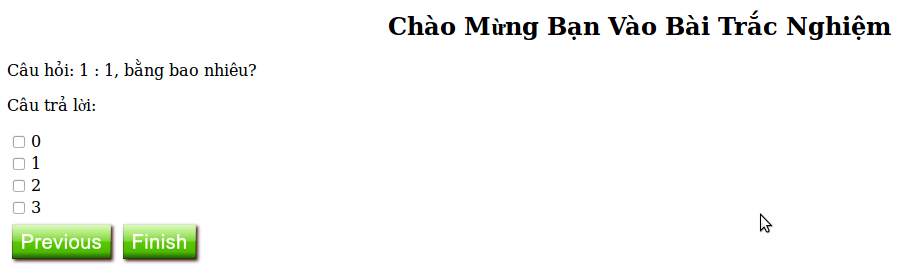 Chào Mừng Bạn Vào Bài Trắc Nghiệm
Câu hỏi: 1 : 1, bằng bao nhiêu?
Câu trả lời:
0
1
2
3
Previous Finish